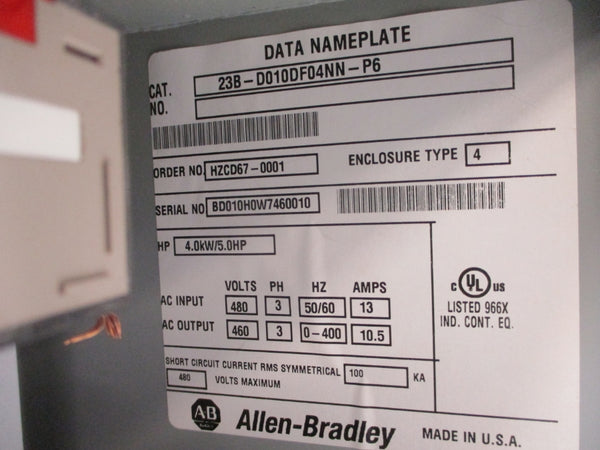 DATA NAMEPLATE
CAT. NO. 23B-D010DF04NN-P6
ORDER NO. HZCD67-0001 ENCLOSURE TYPE 4
SERIAL NO BD010H0W7460010
HP 4.0kW/5.0HP
VOLTS PH HZ AMPS
AC INPUT 480 3 50/60 13
AC OUTPUT 460 3 0-400 10.5
C UL US
LISTED 966X
IND. CONT. EQ.
SHORT CIRCUIT CURRENT RMS SYMMETRICAL 100 KA
480 VOLTS MAXIMUM
AB Allen-Bradley MADE IN U.S.A.